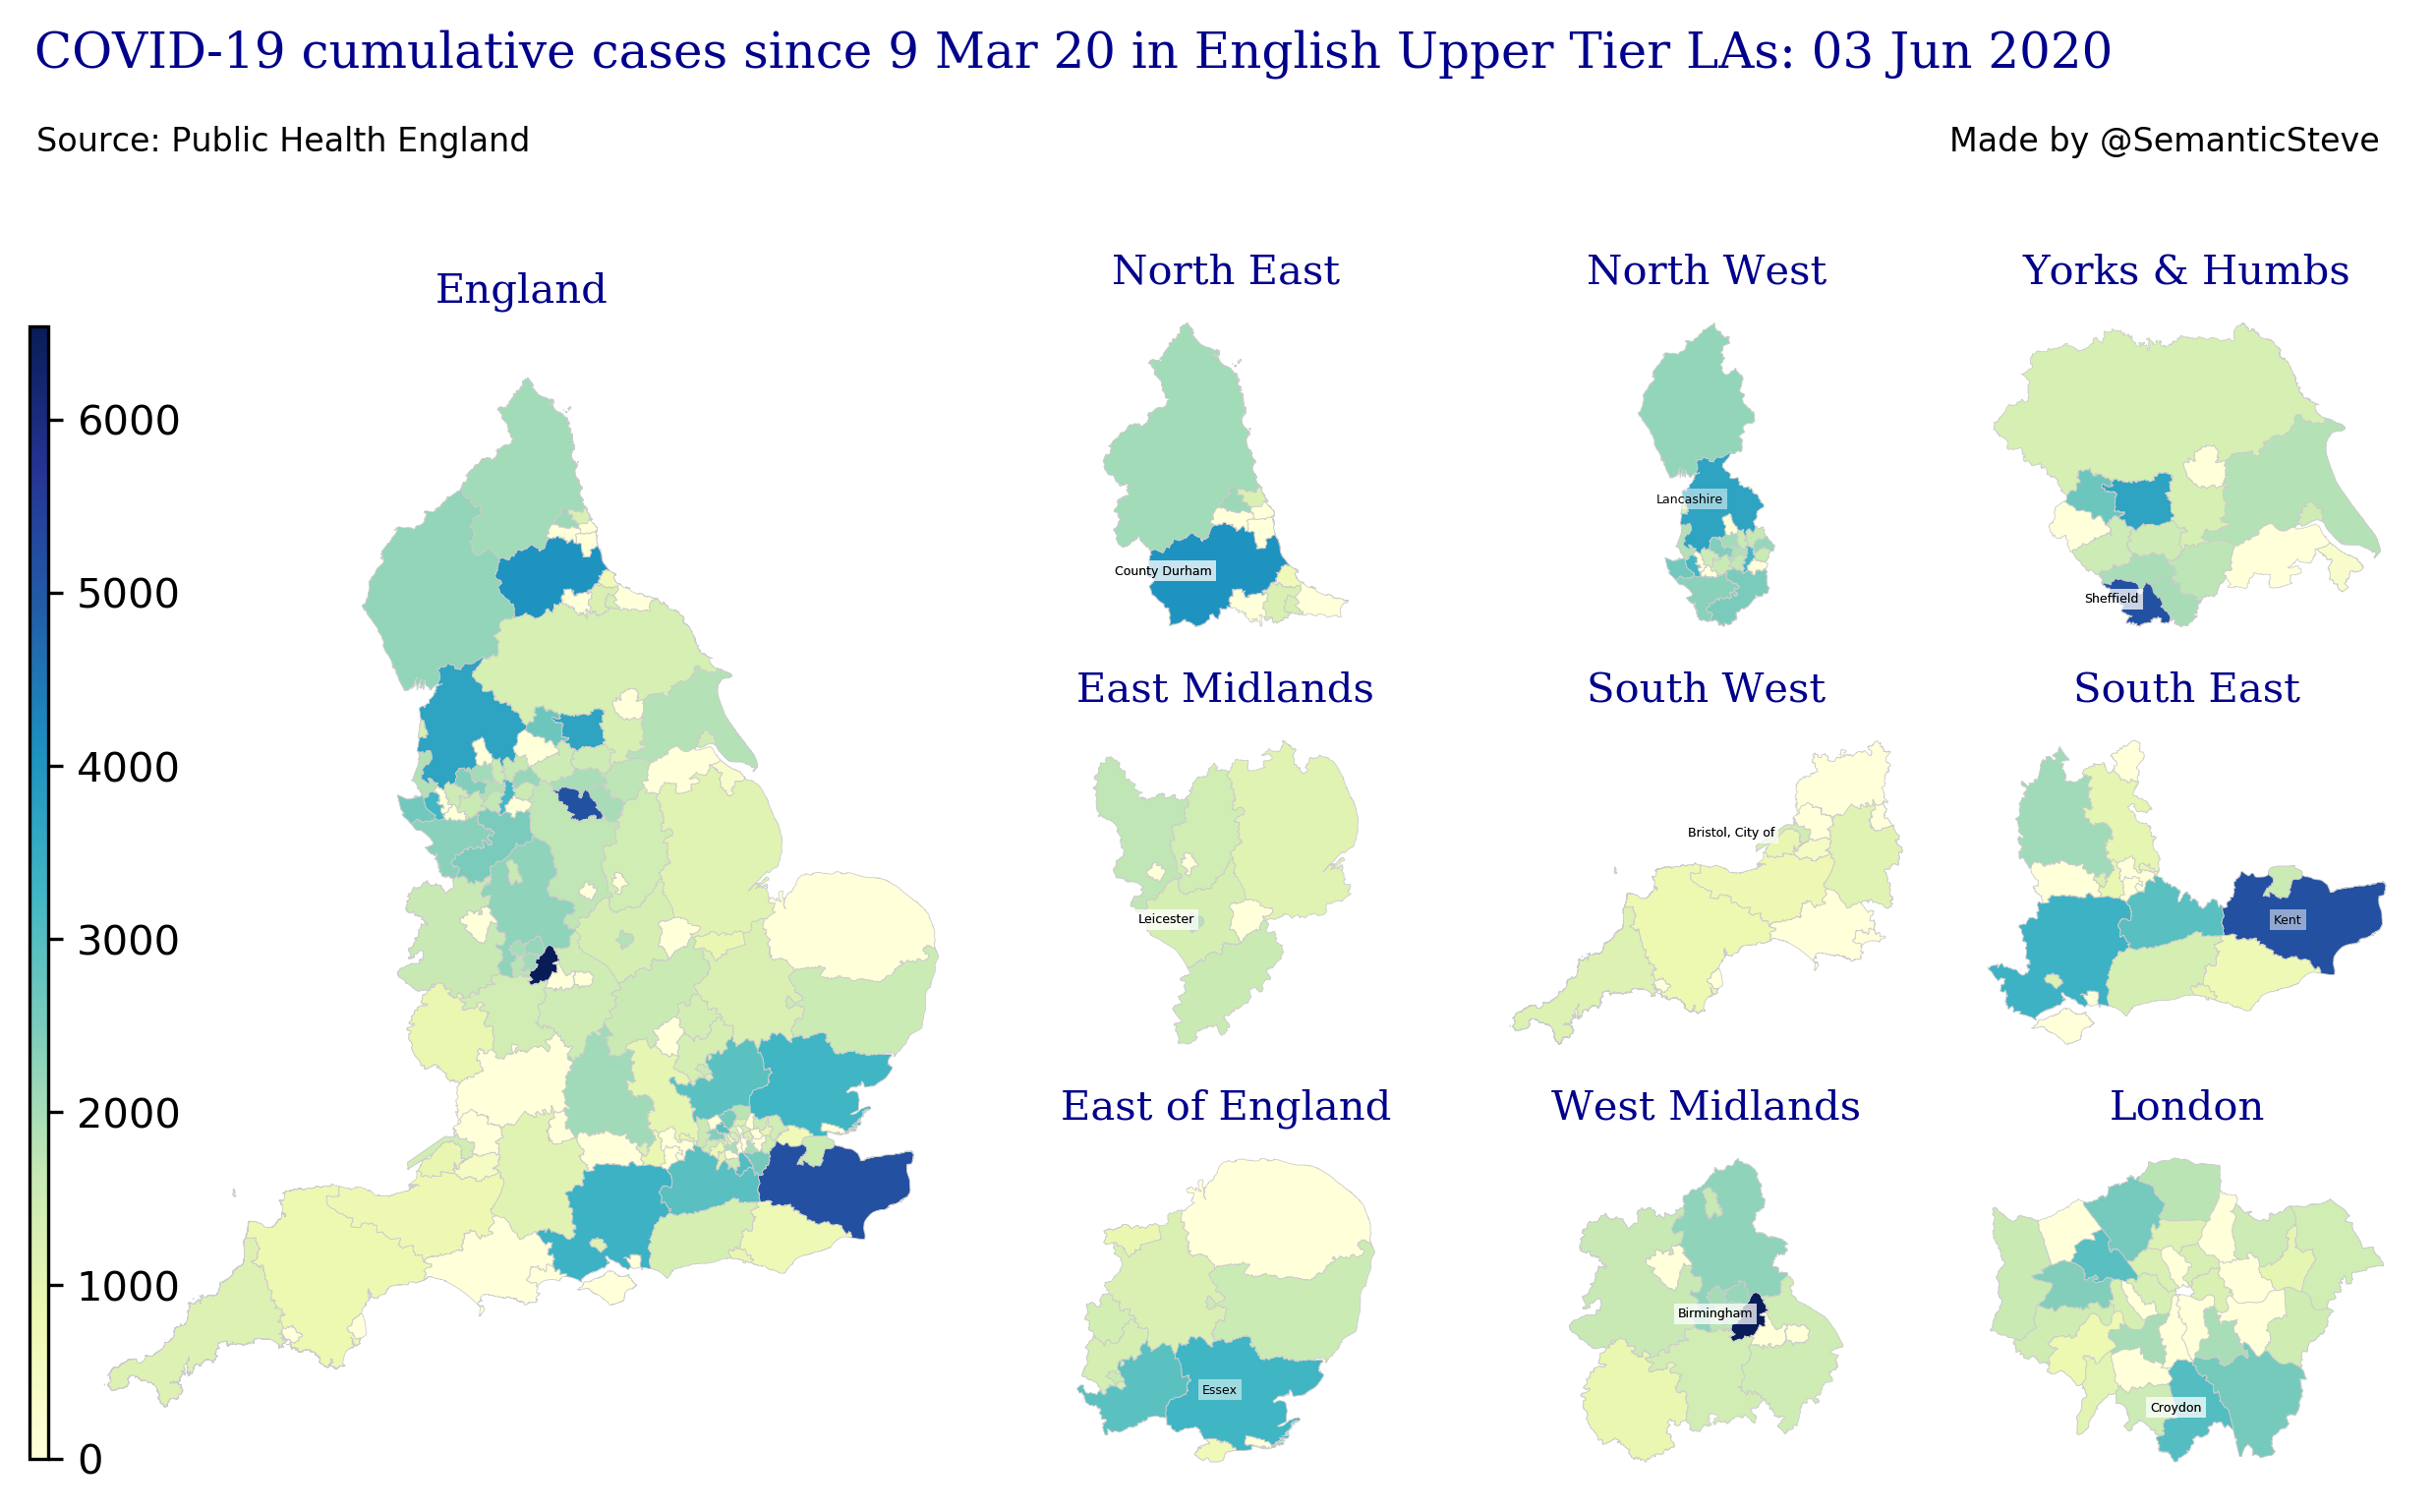 COVID-19 cumulative cases since 9 Mar 20 in English Upper Tier LAs: 03 Jun 2020
Source: Public Health England
Made by @SemanticSteve
England
6000
5000
4000
3000
2000
1000
0
North East
County Durham
North West
Lancashire
Yorks & Humbs
Sheffield
East Midlands
Leicester
South West
Bristol, City of
South East
Kent
East of England
Essex
West Midlands
Birmingham
London
Croydon